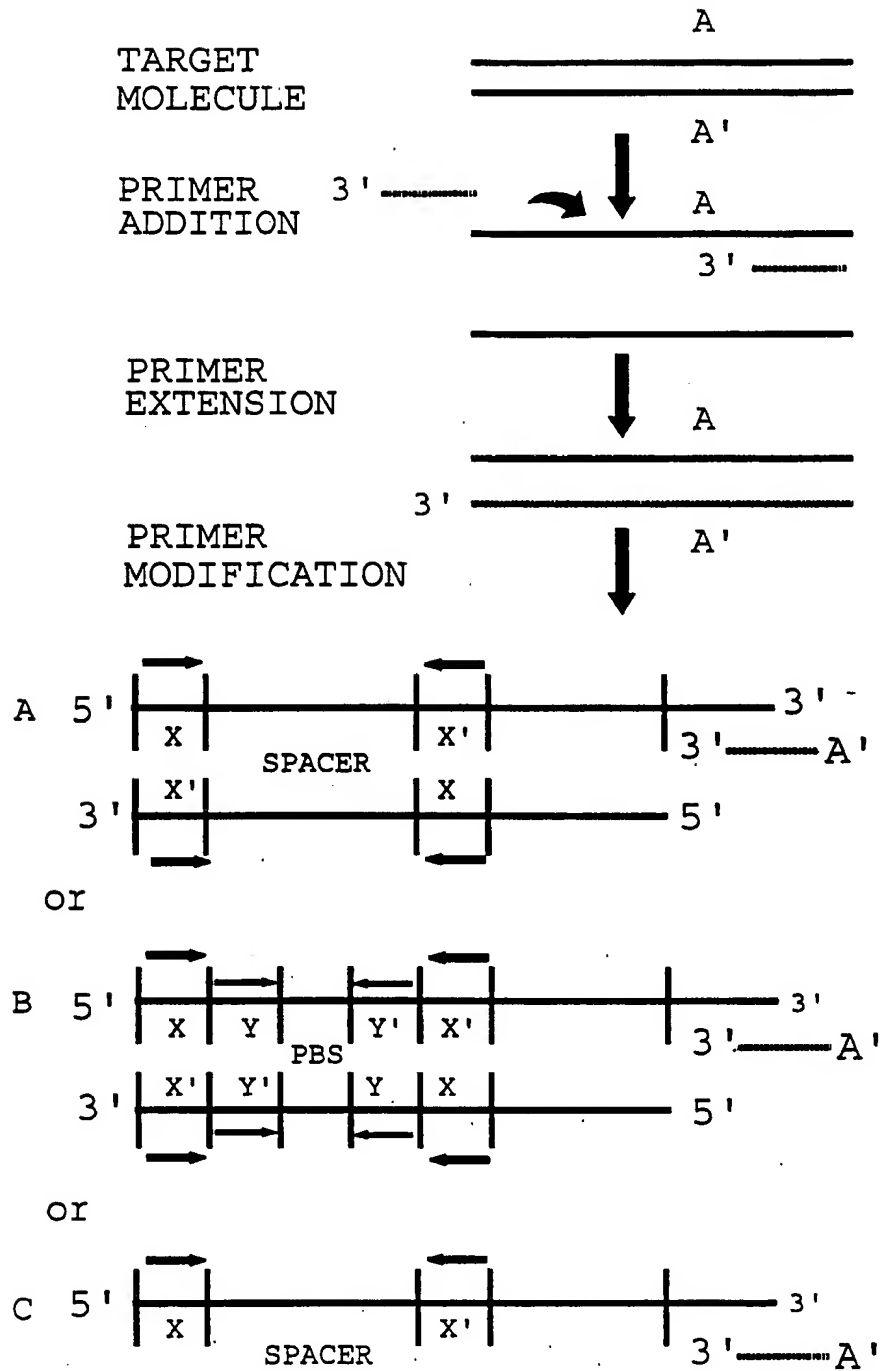 A
TARGET
MOLECULE
A'
PRIMER 3' A
ADDITION
3'
PRIMER
EXTENSION
A
3'
PRIMER A'
MODIFICATION
A 5' 3'
X X' 3' A'
SPACER
X' X
3' 5'
or
B 5' 3'
X Y Y' X' 3' A'
PBS
X' Y' Y X
3' 5'
or
C 5' 3'
X X' 3' A'
SPACER